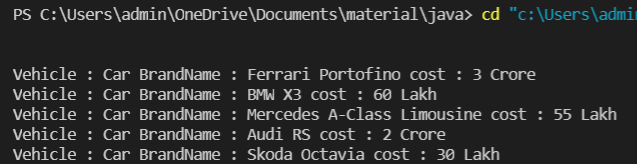 PS C:\Users\admin\OneDrive\Documents\material\java> cd "c:\Users\admin
Vehicle : Car BrandName : Ferrari Portofino cost : 3 Crore
Vehicle : Car BrandName : BMW X3 cost : 60 Lakh
Vehicle : Car BrandName : Mercedes A-Class Limousine cost : 55 Lakh
Vehicle : Car BrandName : Audi RS cost : 2 Crore
Vehicle : Car BrandName : Skoda Octavia cost : 30 Lakh